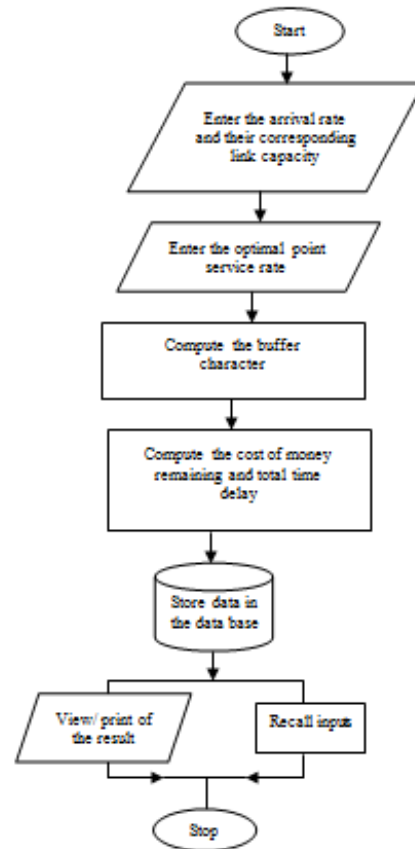 Start
Enter the arrival rate
and their corresponding
link capacity
Enter the optimal point
service rate
Compute the buffer
character
Compute the cost of money
remaining and total time
delay
Store data in
the data base
View/ print of
the result
Recall inputs
Stop